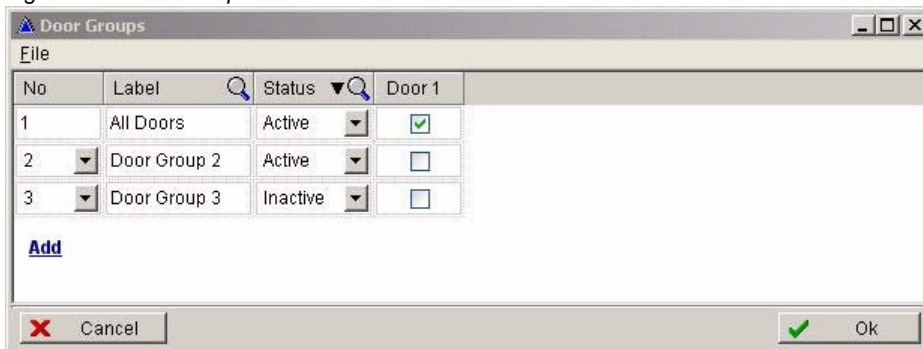 Door Groups
File
No Label Status Door 1
1 All Doors Active
2 Door Group 2 Active
3 Door Group 3 Inactive
Add
Cancel Ok